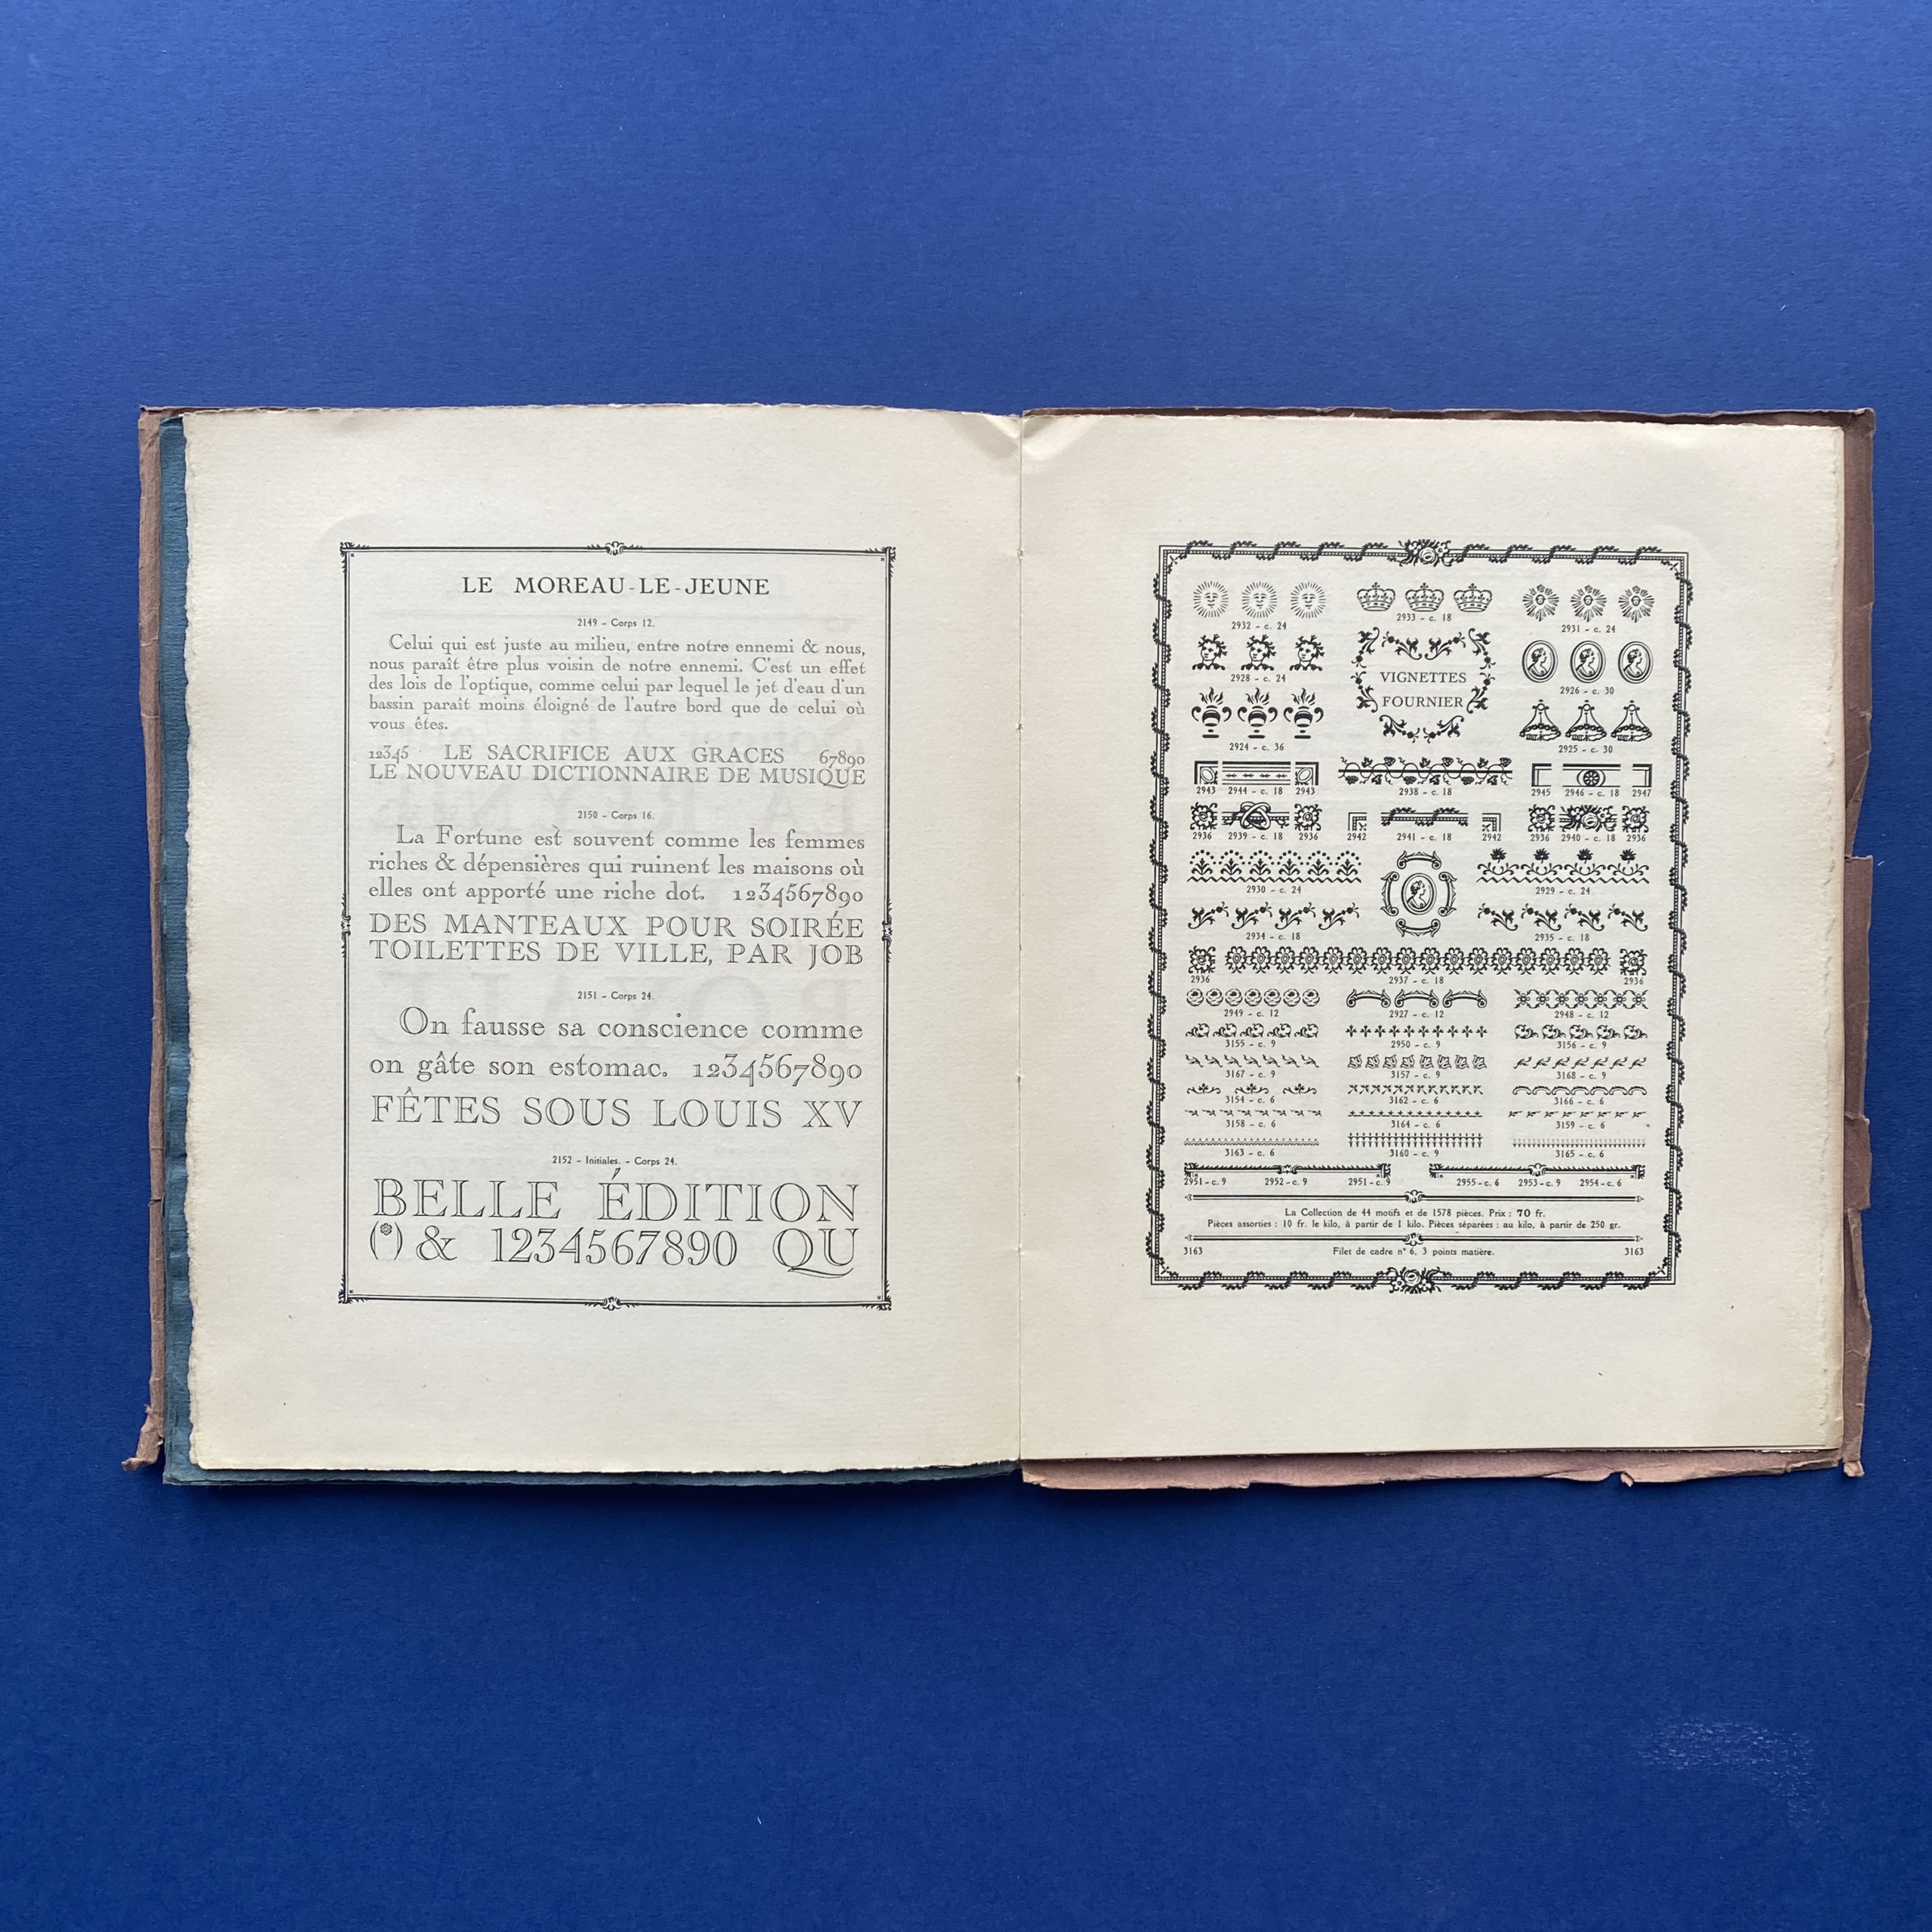 LE MOREAU-LE-JEUNE
2149 - Corps 12.
Celui qui est juste au milieu, entre notre ennemi & nous,
nous paraît être plus voisin de notre ennemi. C'est un effet
des lois de l'optique, comme celui par lequel le jet d'eau d'un
bassin paraît moins éloigné de l'autre bord que de celui où
vous êtes.
12345 LE SACRIFICE AUX GRACES 67890
LE NOUVEAU DICTIONNAIRE DE MUSIQUE
2150 - Corps 16.
La Fortune est souvent comme les femmes
riches & dépensières qui ruinent les maisons où
elles ont apporté une riche dot. 1234567890
DES MANTEAUX POUR SOIRÉE
TOILETTES DE VILLE, PAR JOB
2151 - Corps 24.
On fausse sa conscience comme
on gâte son estomac. 1234567890
FÊTES SOUS LOUIS XV
2152 - Initiales. - Corps 24.
BELLE ÉDITION
(*) & 1234567890 QU
2932 - c. 24 2933 - c. 18 2931 - c. 24
2928 - c. 24 VIGNETTES FOURNIER 2926 - c. 30
2924 - c. 36 2925 - c. 30
2943 2944 - c. 18 2943 2938 - c. 18 2945 2946 - c. 18 2947
2936 2939 - c. 18 2936 2942 2941 - c. 18 2942 2936 2940 - c. 18 2936
2930 - c. 24 2929 - c. 24
2934 - c. 18 2935 - c. 18
2936 2937 - c. 18 2936
2949 - c. 12 2927 - c. 12 2948 - c. 12
3155 - c. 9 2950 - c. 9 3156 - c. 9
3167 - c. 9 3157 - c. 9 3168 - c. 9
3154 - c. 6 3162 - c. 6 3166 - c. 6
3158 - c. 6 3164 - c. 6 3159 - c. 6
3163 - c. 6 3160 - c. 9 3165 - c. 6
2951 - c. 9 2952 - c. 9 2951 - c. 9 2955 - c. 6 2953 - c. 9 2954 - c. 6
La Collection de 44 motifs et de 1578 pièces. Prix : 70 fr.
Pièces assorties : 10 fr. le kilo, à partir de 1 kilo. Pièces séparées : au kilo, à partir de 250 gr.
3163 Filet de cadre n° 6, 3 points matière. 3163